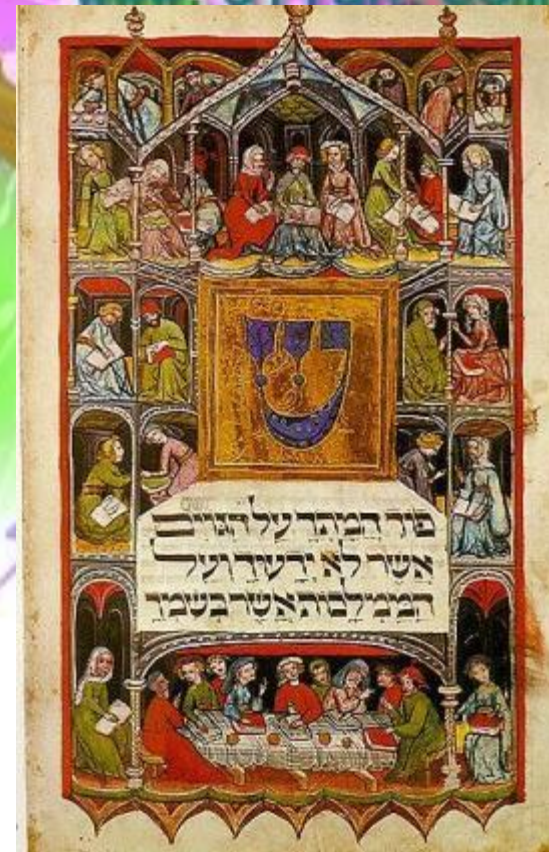 ש
פוך חמתך על הגוים
אשר לא ידעוך ועל
הממלכות אשר בשמך